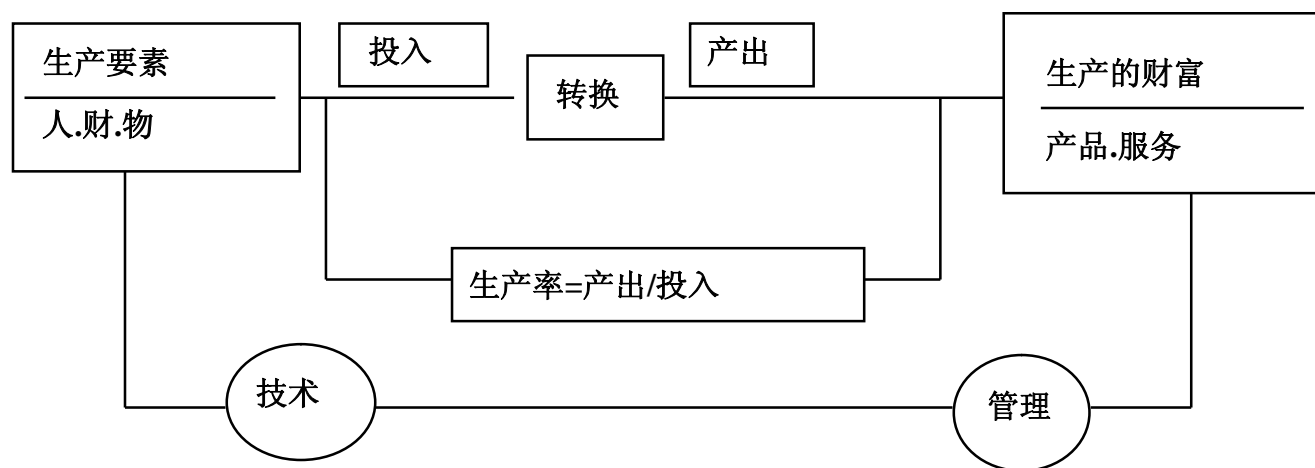 生产要素
人.财.物
投入
转换
产出
生产的财富
产品.服务
生产率=产出/投入
技术
管理